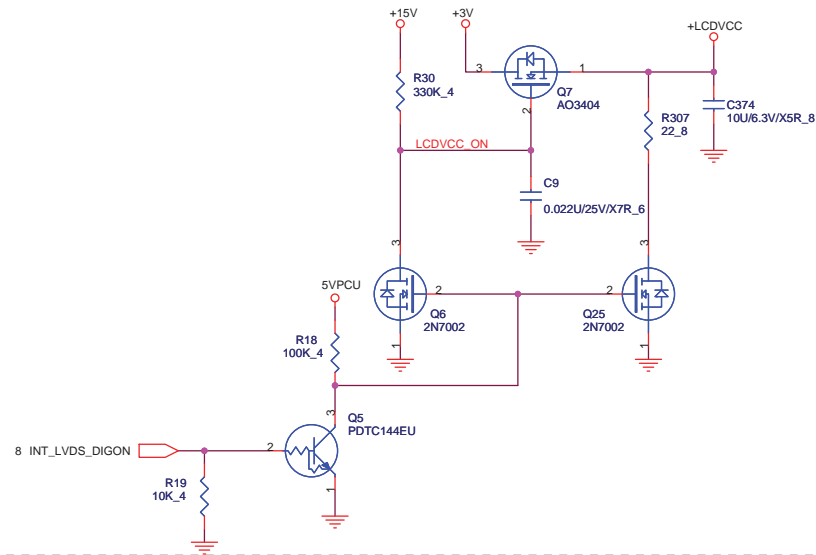 +15V
+3V
+LCDVCC
3
1
R30
330K_4
Q7
AO3404
2
C374
10U/6.3V/X5R_8
R307
22_8
LCDVCC_ON
C9
0.022U/25V/X7R_6
3
3
5VPCU
2
2
Q6
2N7002
Q25
2N7002
1
1
R18
100K_4
3
Q5
PDTC144EU
8 INT_LVDS_DIGON
2
1
R19
10K_4